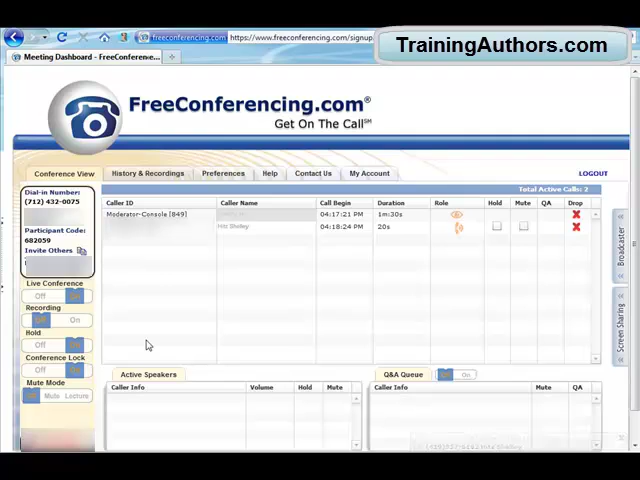 freeconferencing.com
https://www.freeconferencing.com/signup
TrainingAuthors.com
Meeting Dashboard - FreeConference...
FreeConferencing.com®
Get On The Call℠
Conference View
History & Recordings
Preferences
Help
Contact Us
My Account
LOGOUT
Dial-in Number:
(712) 432-0075
Participant Code:
682059
Invite Others
Total Active Calls: 2
Caller ID Caller Name Call Begin Duration Role Hold Mute QA Drop
Moderator-Console [849] 04:17:21 PM 1m:30s
Hits Shelley 04:18:24 PM 20s
Live Conference
Off On
Recording
Off On
Hold
Off On
Conference Lock
Off On
Mute Mode
Off Mute Lecture
Broadcaster
Screen Sharing
Active Speakers
Caller Info Volume Hold Mute
Q&A Queue
Off On
Caller Info Mute QA